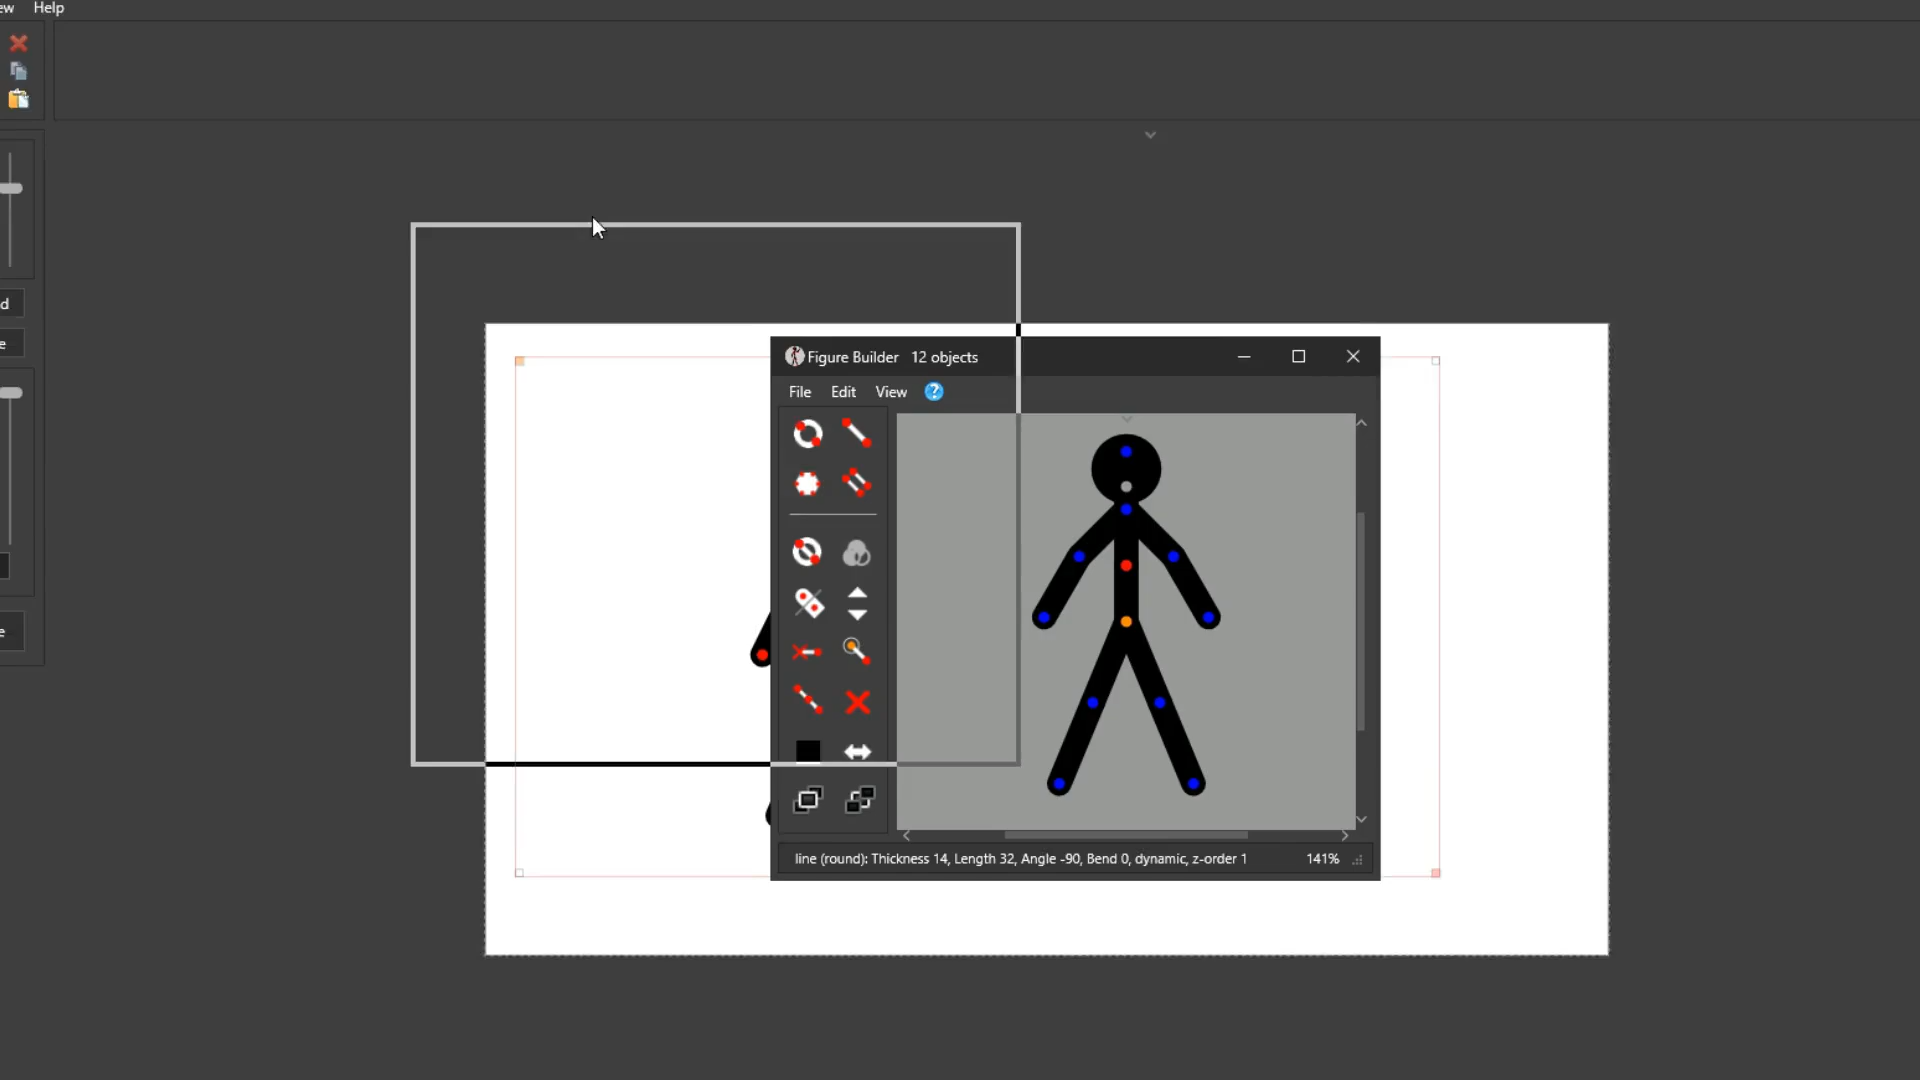 ew Help
d
e
Figure Builder 12 objects
File Edit View ?
e
line (round): Thickness 14, Length 32, Angle -90, Bend 0, dynamic, z-order 1 141%